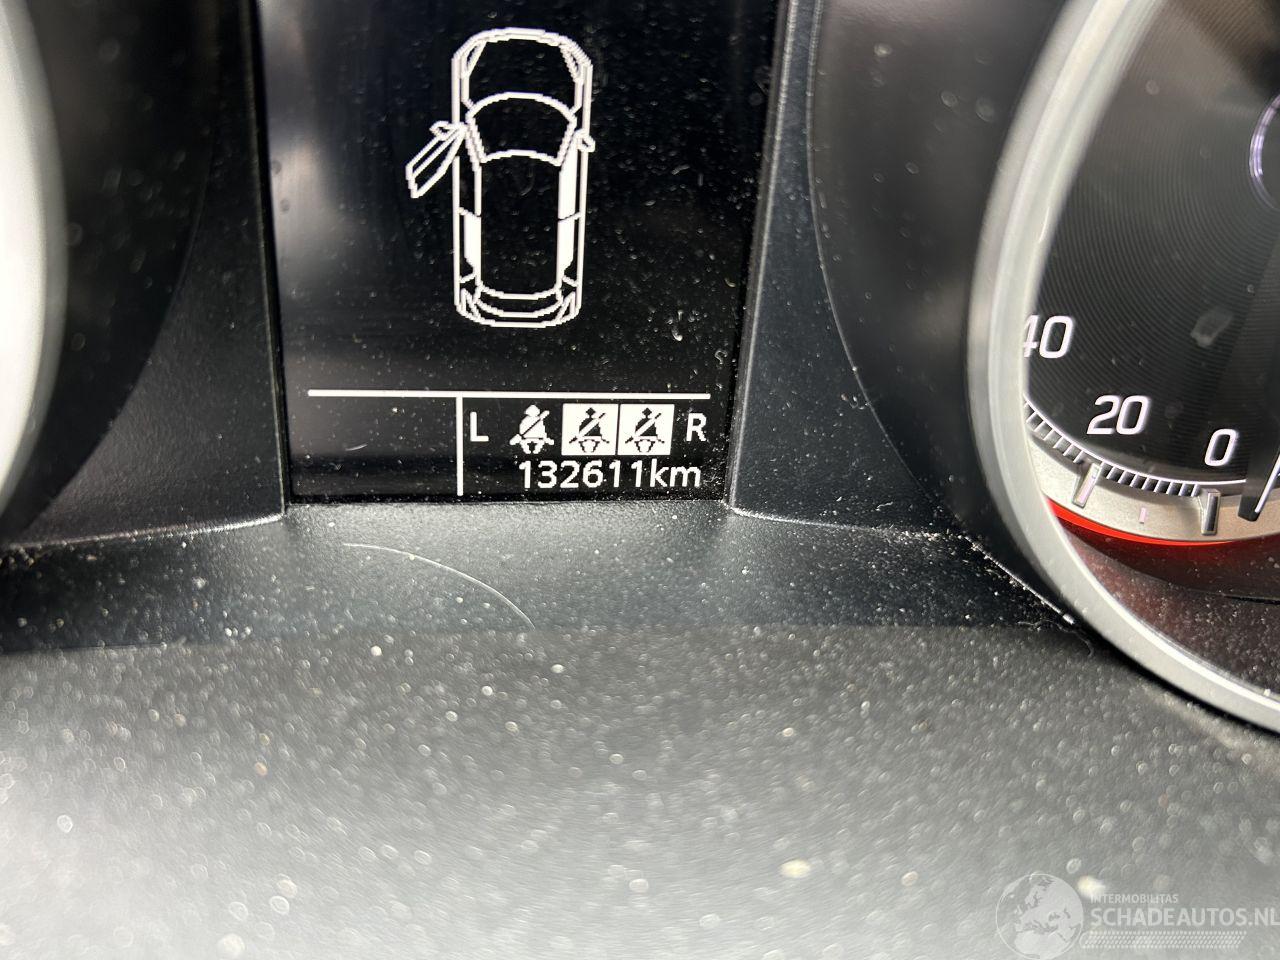 40
20
0
L R
132611km
INTERMOBILITAS
SCHADEAUTOS.NL